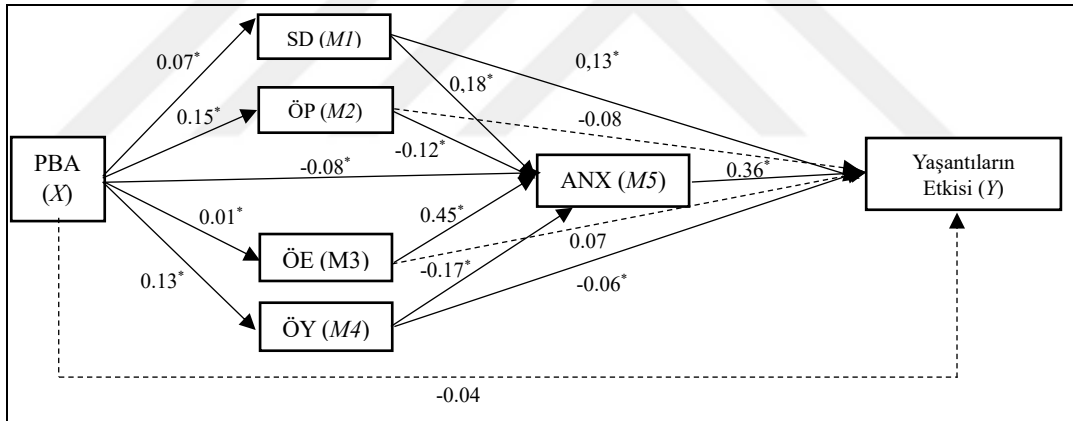 SD (M1)
0.07*
0,13*
0,18*
ÖP (M2)
0.15*
-0.08
-0.12*
PBA
(X)
-0.08*
ANX (M5)
0.36*
Yaşantıların
Etkisi (Y)
0.01*
0.45*
ÖE (M3)
0.07
-0.17*
0.13*
-0.06*
ÖY (M4)
-0.04